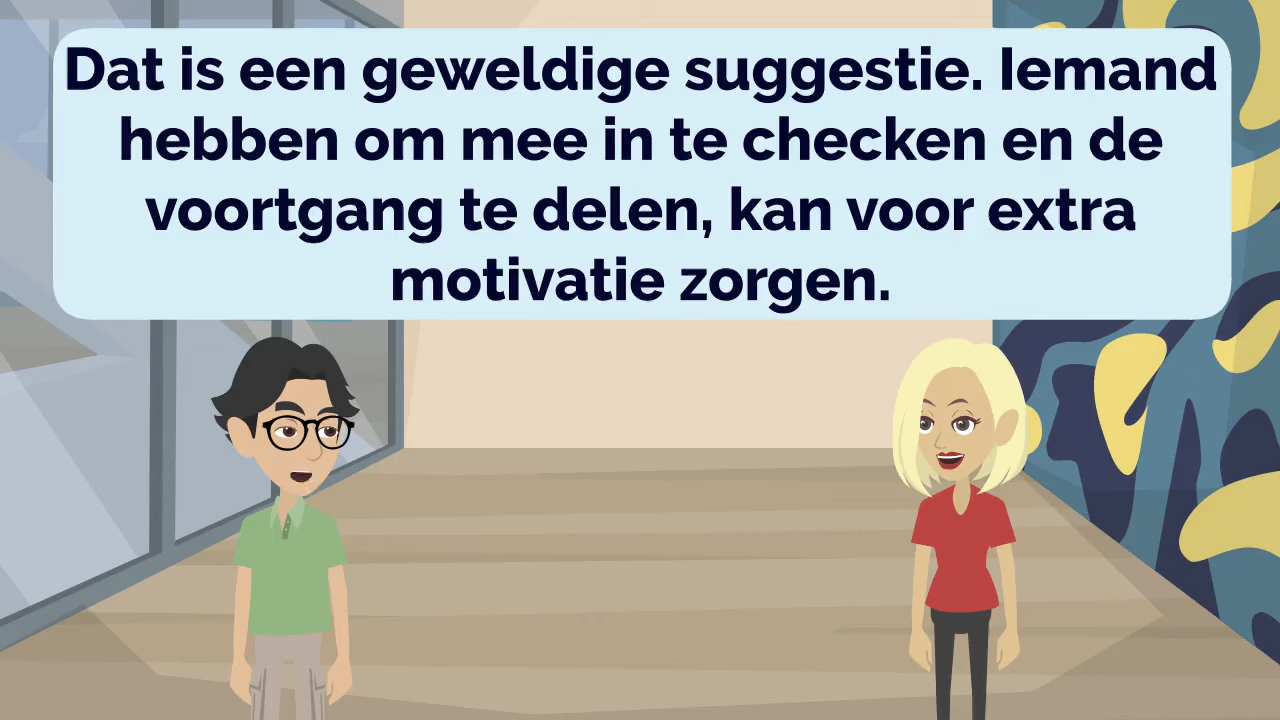 Dat is een geweldige suggestie. Iemand
hebben om mee in te checken en de
voortgang te delen, kan voor extra
motivatie zorgen.